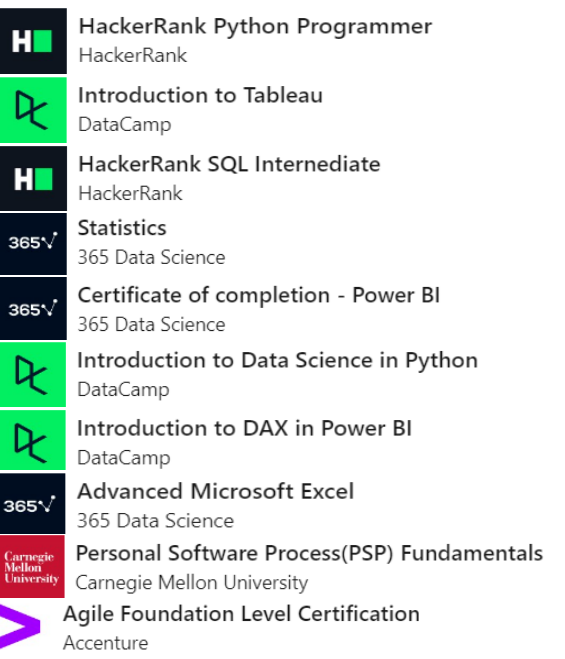 H
HackerRank Python Programmer
HackerRank
Introduction to Tableau
DataCamp
H
HackerRank SQL Internediate
HackerRank
365
Statistics
365 Data Science
365
Certificate of completion - Power BI
365 Data Science
Introduction to Data Science in Python
DataCamp
Introduction to DAX in Power BI
DataCamp
365
Advanced Microsoft Excel
365 Data Science
Carnegie
Mellon
University
Personal Software Process(PSP) Fundamentals
Carnegie Mellon University
Agile Foundation Level Certification
Accenture